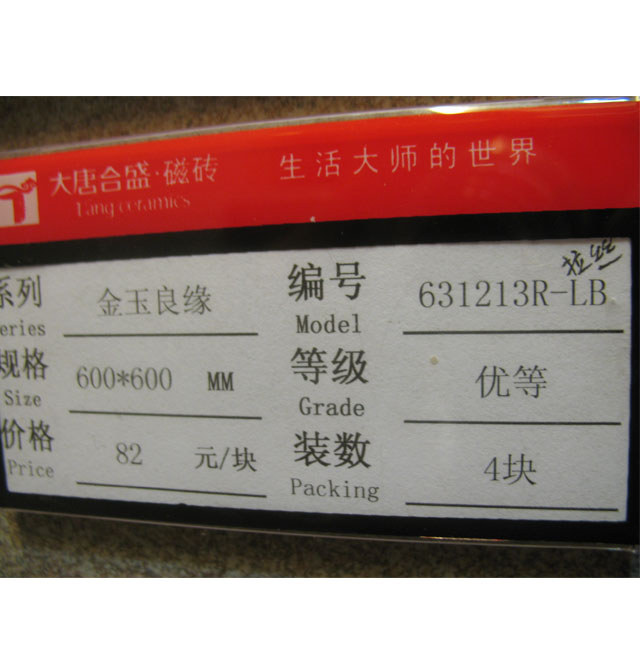 大唐合盛·磁砖
Tang ceramics
生活大师的世界
系列 金玉良缘
eries
编号 631213R-LB 拉丝
Model
规格 600*600 MM
Size
等级 优等
Grade
价格 82 元/块
Price
装数 4块
Packing